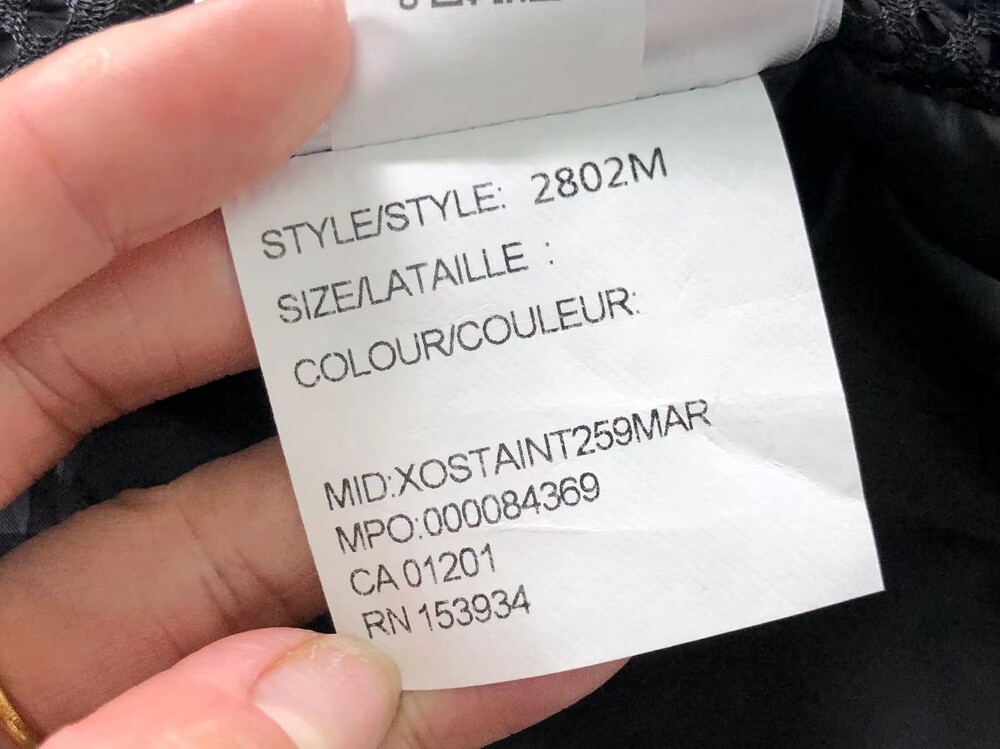 STYLE/STYLE: 2802M
SIZE/LATAILLE :
COLOUR/COULEUR:
MID:XOSTAINT259MAR
MPO:000084369
CA 01201
RN 153934